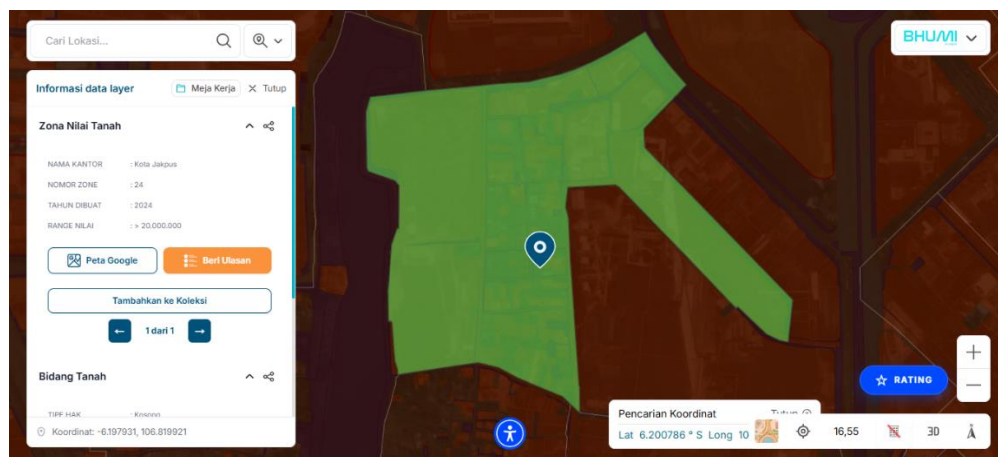 Cari Lokasi...
BHUMI
Informasi data layer Meja Kerja × Tutup
Zona Nilai Tanah
NAMA KANTOR : Kota Jakpus
NOMOR ZONE : 24
TAHUN DIBUAT : 2024
RANGE NILAI : > 20.000.000
Peta Google Beri Ulasan
Tambahkan ke Koleksi
← 1 dari 1 →
Bidang Tanah
TIPE HAK : Kosong
Koordinat: -6.197931, 106.819921
RATING
Pencarian Koordinat Tutup
Lat 6.200786 ° S Long 10
16,55 3D